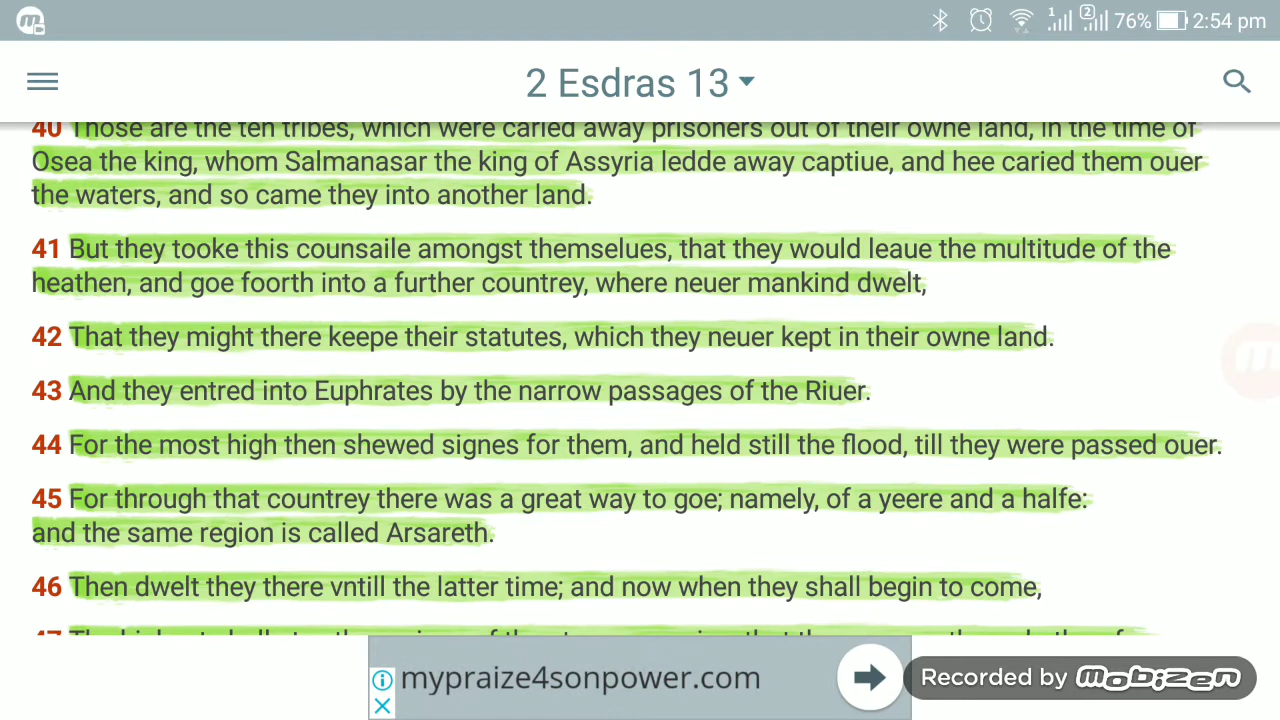 1 2 76% 2:54 pm
2 Esdras 13
40 Those are the ten tribes, which were caried away prisoners out of their owne land, in the time of
Osea the king, whom Salmanasar the king of Assyria ledde away captiue, and hee caried them ouer
the waters, and so came they into another land.
41 But they tooke this counsaile amongst themselues, that they would leaue the multitude of the
heathen, and goe foorth into a further countrey, where neuer mankind dwelt,
42 That they might there keepe their statutes, which they neuer kept in their owne land.
43 And they entred into Euphrates by the narrow passages of the Riuer.
44 For the most high then shewed signes for them, and held still the flood, till they were passed ouer.
45 For through that countrey there was a great way to goe; namely, of a yeere and a halfe:
and the same region is called Arsareth.
46 Then dwelt they there vntill the latter time; and now when they shall begin to come,
47
mypraize4sonpower.com
Recorded by mobizen